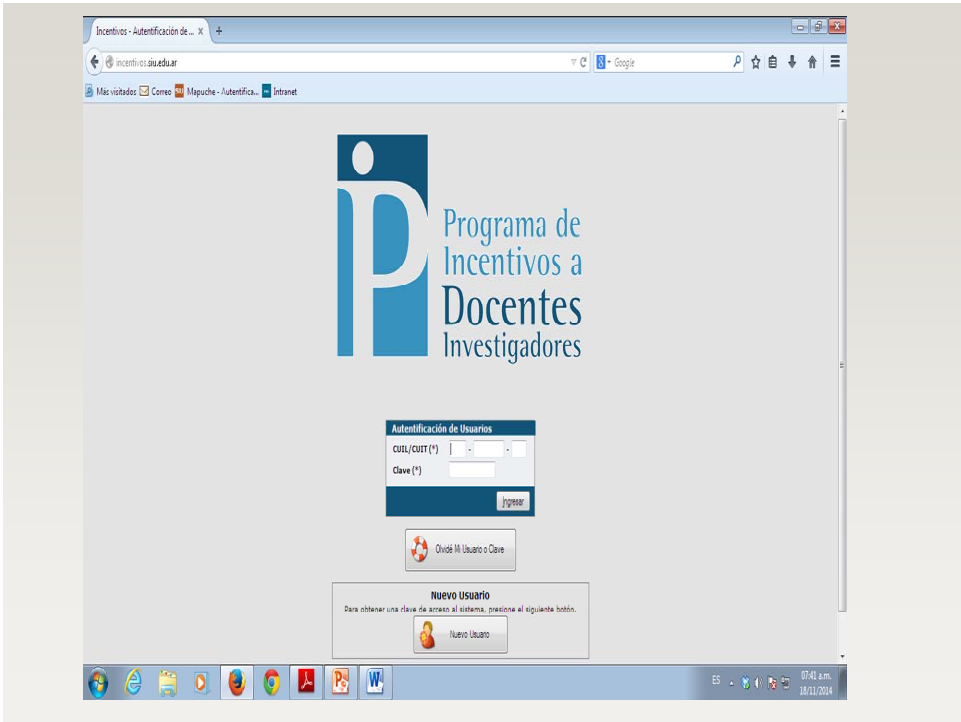 Incentivos - Autentificación de ... x +
incentivos.siu.edu.ar
Google
Más visitados Correo SIU Mapuche - Autentifica... Intranet
Programa de
Incentivos a
Docentes
Investigadores
Autentificación de Usuarios
CUIL/CUIT (*) - -
Clave (*)
Ingresar
Olvidé Mi Usuario o Clave
Nuevo Usuario
Para obtener una clave de acceso al sistema, presione el siguiente botón.
Nuevo Usuario
ES
07:41 a.m.
18/11/2014